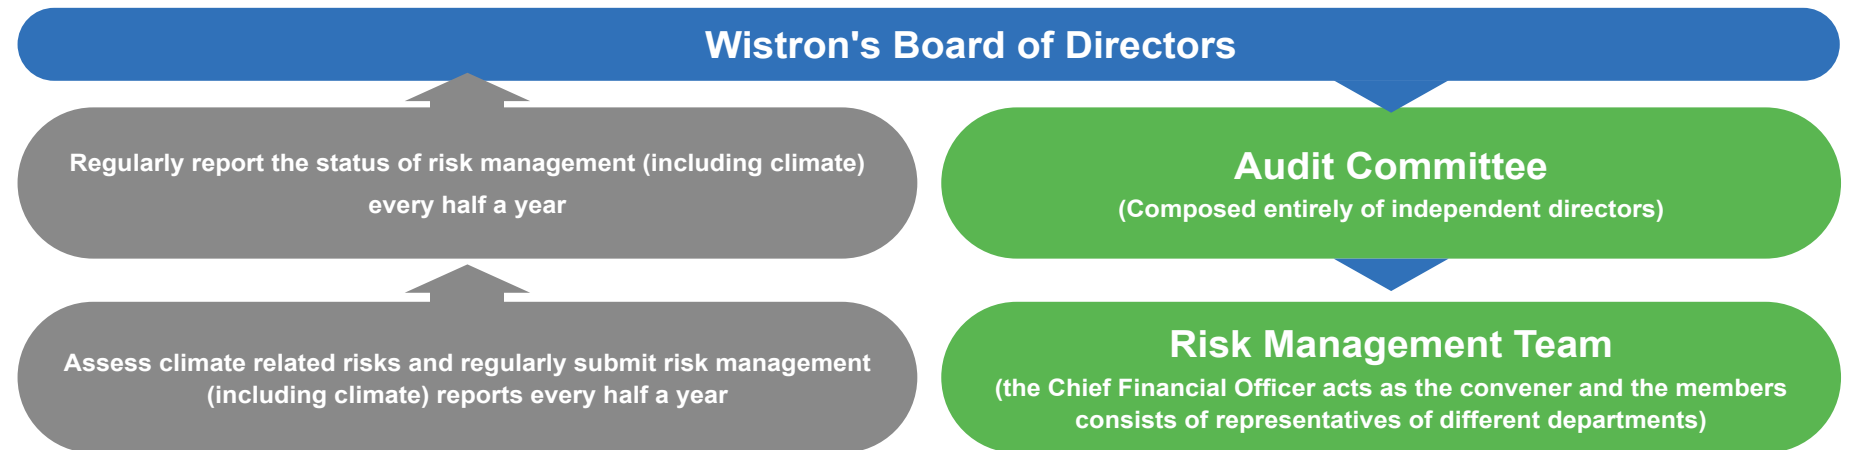 Wistron's Board of Directors
Regularly report the status of risk management (including climate)
every half a year
Audit Committee
(Composed entirely of independent directors)
Assess climate related risks and regularly submit risk management
(including climate) reports every half a year
Risk Management Team
(the Chief Financial Officer acts as the convener and the members
consists of representatives of different departments)